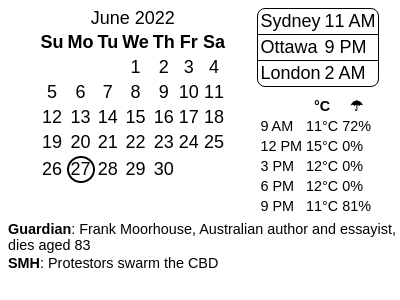 June 2022
Su Mo Tu We Th Fr Sa
1 2 3 4
5 6 7 8 9 10 11
12 13 14 15 16 17 18
19 20 21 22 23 24 25
26 27 28 29 30
Sydney 11 AM
Ottawa 9 PM
London 2 AM
°C ☂
9 AM 11°C 72%
12 PM 15°C 0%
3 PM 12°C 0%
6 PM 12°C 0%
9 PM 11°C 81%
Guardian: Frank Moorhouse, Australian author and essayist,
dies aged 83
SMH: Protestors swarm the CBD